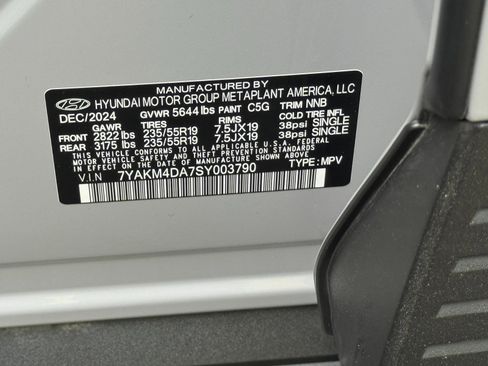 MANUFACTURED BY
HYUNDAI MOTOR GROUP METAPLANT AMERICA, LLC
DEC/2024 GVWR 5644 lbs PAINT C5G TRIM NNB
GAWR TIRES RIMS COLD TIRE INFL
FRONT 2822 lbs 235/55R19 7.5JX19 38psi SINGLE
REAR 3175 lbs 235/55R19 7.5JX19 38psi SINGLE
THIS VEHICLE CONFORMS TO ALL APPLICABLE U.S.A. FEDERAL
MOTOR VEHICLE SAFETY AND THEFT PREVENTION STANDARDS
IN EFFECT ON THE DATE OF MANUFACTURE SHOWN ABOVE.
V.I.N 7YAKM4DA7SY003790 TYPE : MPV